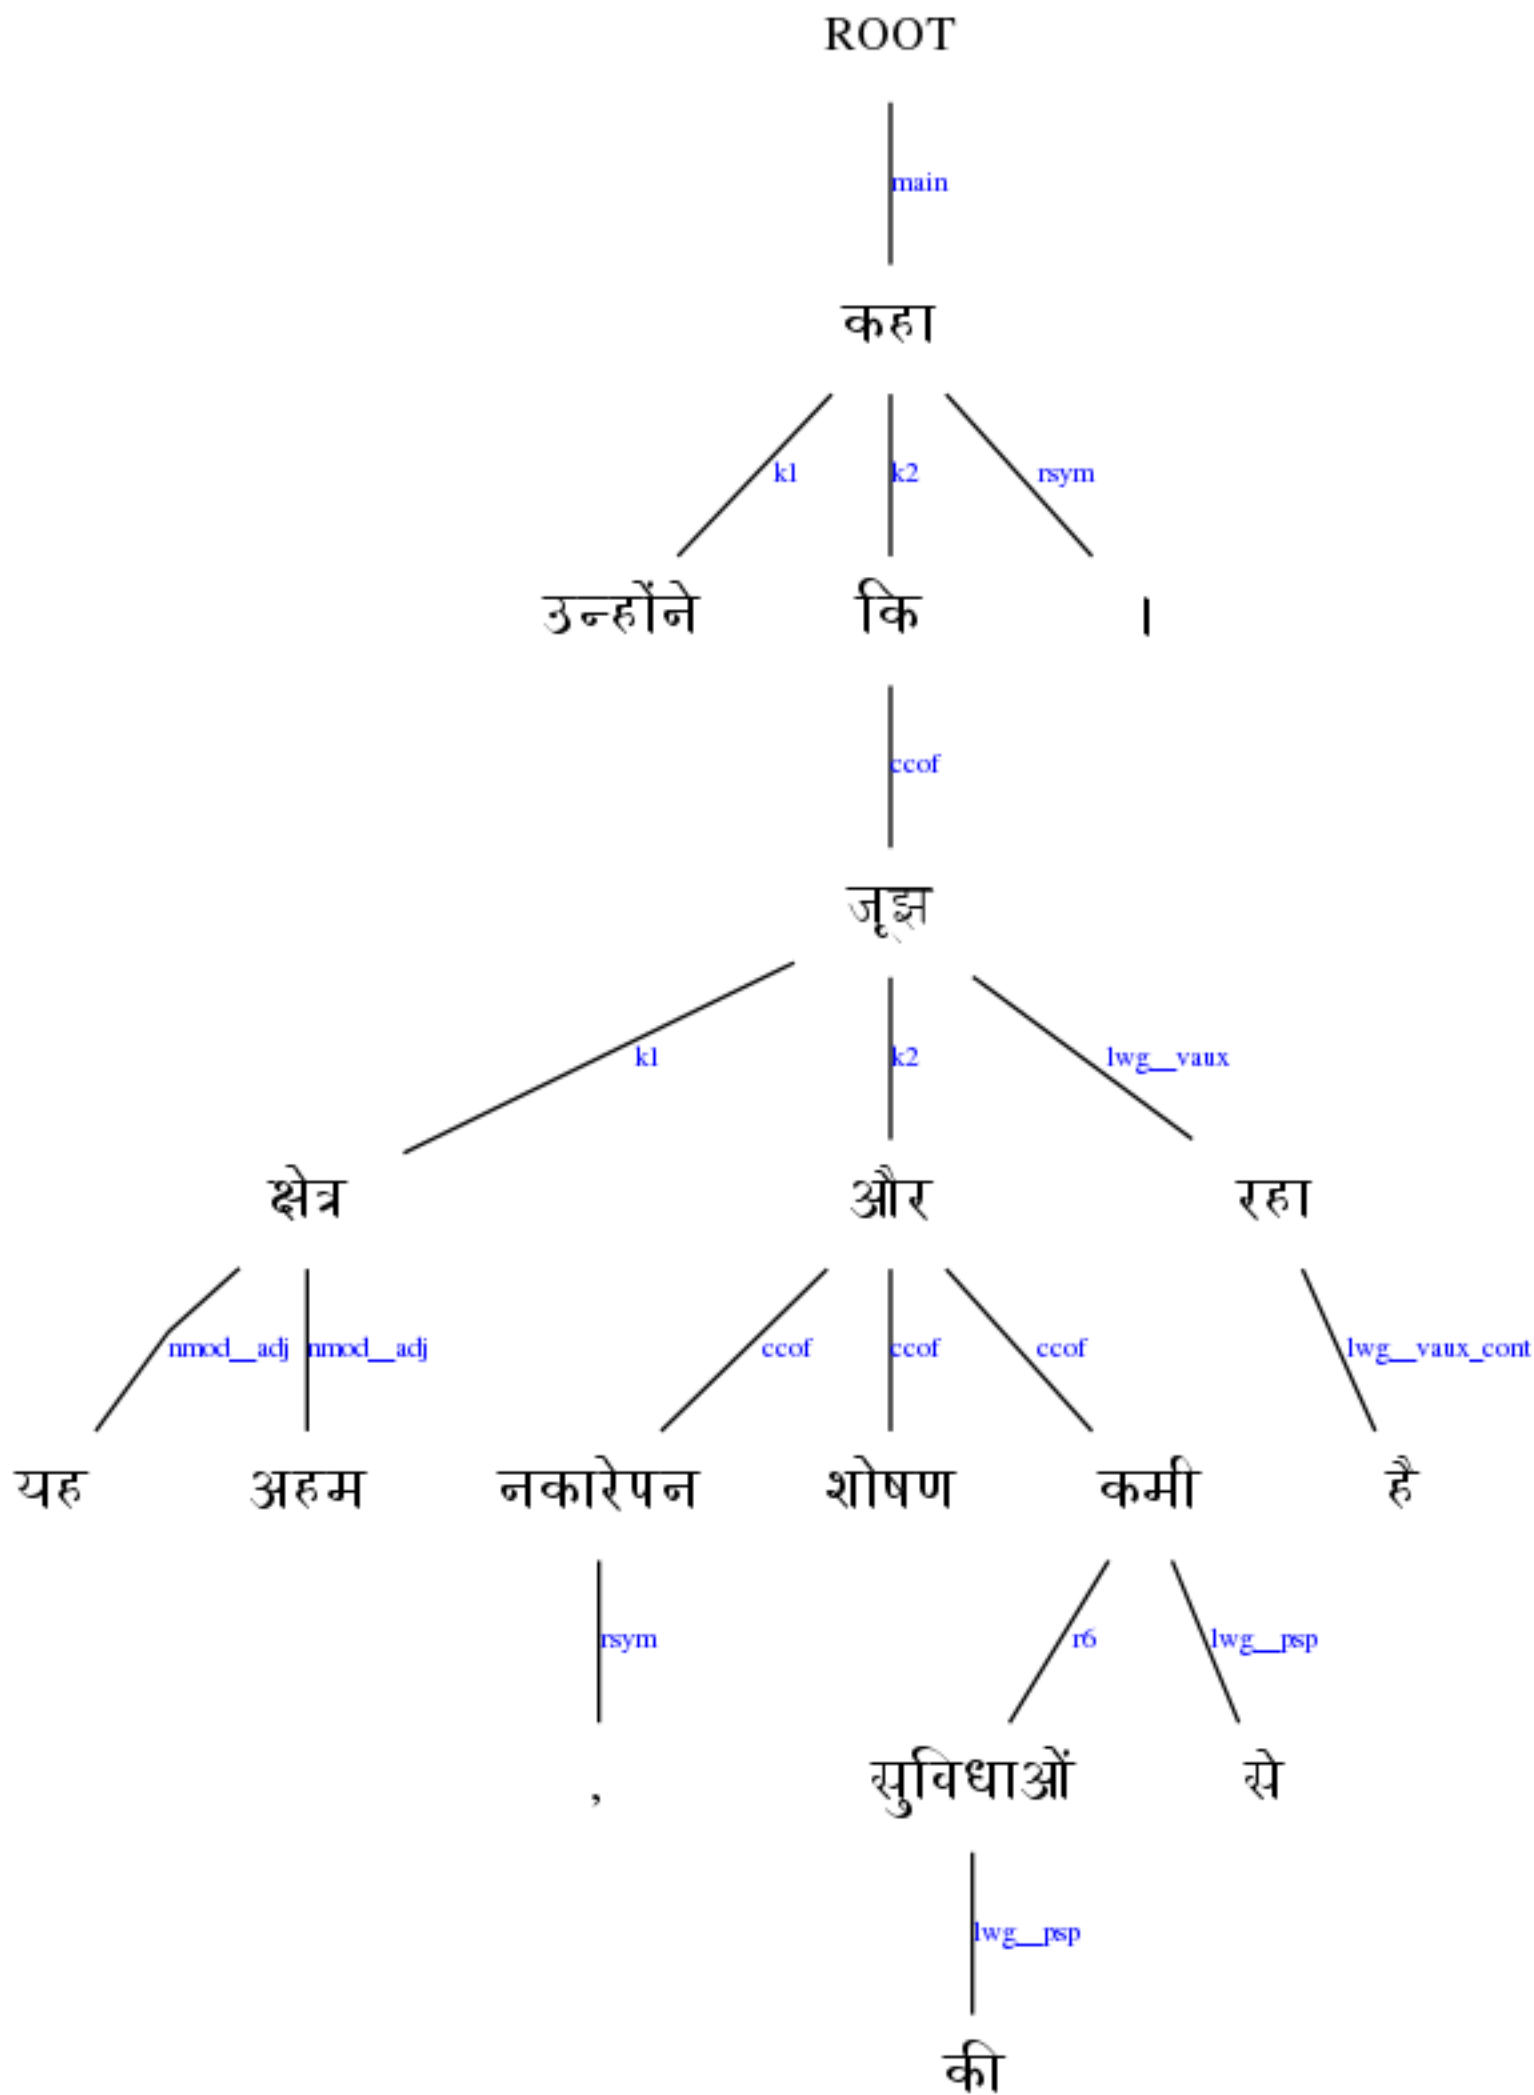 ROOT
main
कहा
k1 k2 rsym
उन्होंने कि ।
ccof
जूझ
k1 k2 lwg__vaux
क्षेत्र और रहा
nmod__adj nmod__adj ccof ccof ccof lwg__vaux_cont
यह अहम नकारेपन शोषण कमी है
rsym r6 lwg__psp
, सुविधाओं से
lwg__psp
की